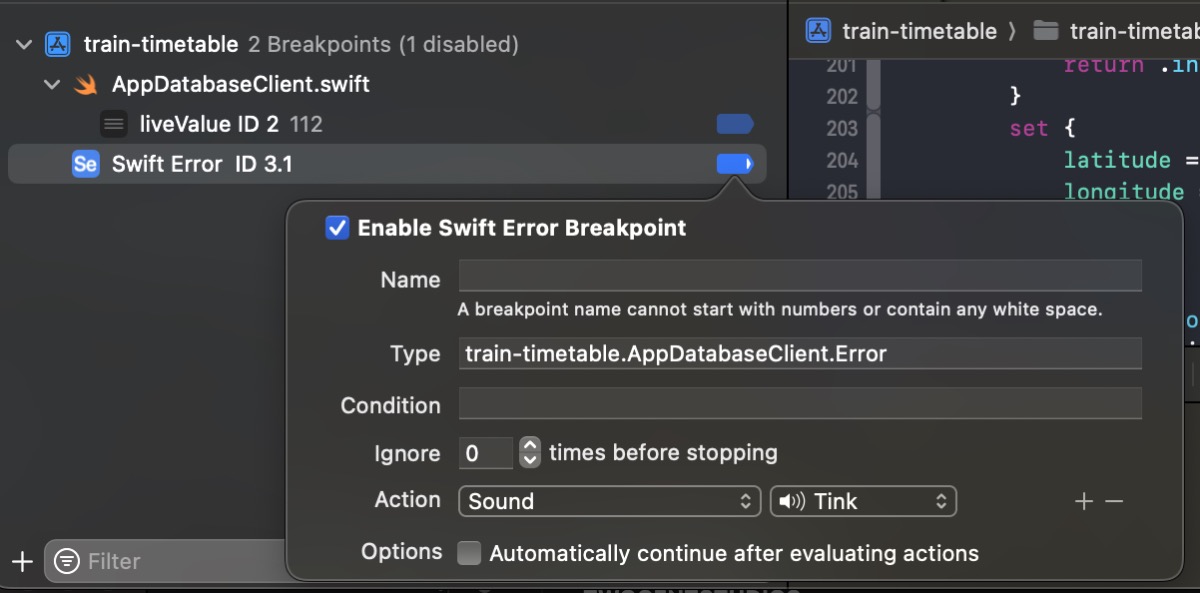 train-timetable 2 Breakpoints (1 disabled)
AppDatabaseClient.swift
liveValue ID 2 112
Se Swift Error ID 3.1
train-timetable 〉 train-timetab
201 return .in
202 }
203 set {
204 latitude =
205 longitude
Enable Swift Error Breakpoint
Name
A breakpoint name cannot start with numbers or contain any white space.
Type train-timetable.AppDatabaseClient.Error
Condition
Ignore 0 times before stopping
Action Sound Tink + −
Options Automatically continue after evaluating actions
+ Filter